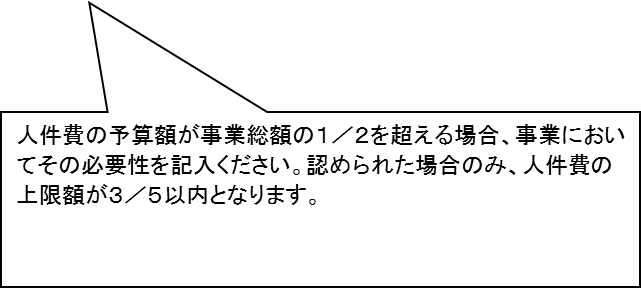 人件費の予算額が事業総額の１／２を超える場合、事業におい
てその必要性を記入ください。認められた場合のみ、人件費の
上限額が３／５以内となります。